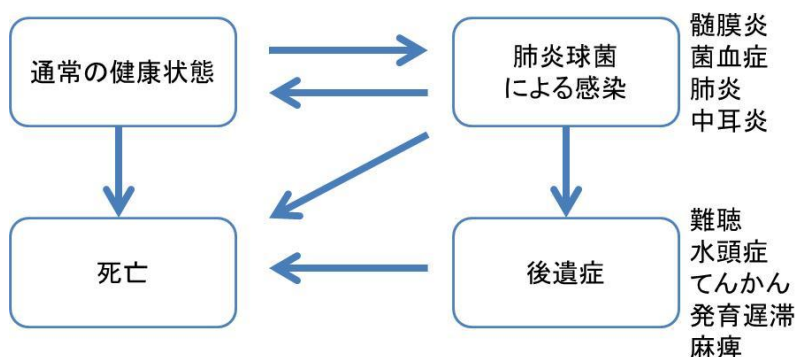 通常の健康状態
肺炎球菌
による感染
髄膜炎
菌血症
肺炎
中耳炎
死亡
後遺症
難聴
水頭症
てんかん
発育遅滞
麻痺